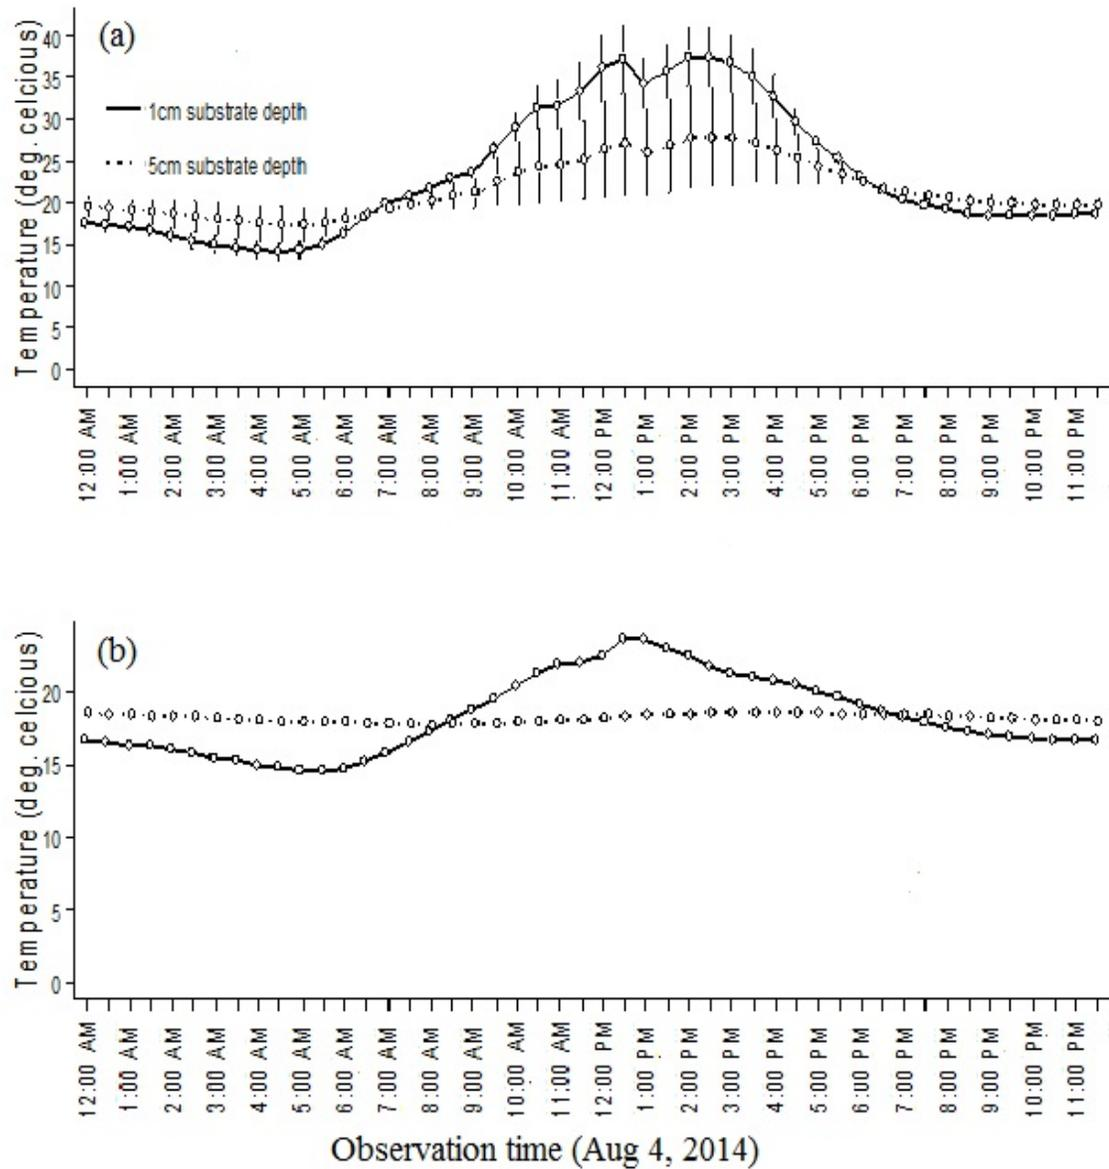 (a)
Temperature (deg. celcious)
40
35
30
25
20
15
10
5
0
1cm substrate depth
5cm substrate depth
12:00 AM
1:00 AM
2:00 AM
3:00 AM
4:00 AM
5:00 AM
6:00 AM
7:00 AM
8:00 AM
9:00 AM
10:00 AM
11:00 AM
12:00 PM
1:00 PM
2:00 PM
3:00 PM
4:00 PM
5:00 PM
6:00 PM
7:00 PM
8:00 PM
9:00 PM
10:00 PM
11:00 PM
(b)
Temperature (deg. celcious)
20
15
10
5
0
12:00 AM
1:00 AM
2:00 AM
3:00 AM
4:00 AM
5:00 AM
6:00 AM
7:00 AM
8:00 AM
9:00 AM
10:00 AM
11:00 AM
12:00 PM
1:00 PM
2:00 PM
3:00 PM
4:00 PM
5:00 PM
6:00 PM
7:00 PM
8:00 PM
9:00 PM
10:00 PM
11:00 PM
Observation time (Aug 4, 2014)